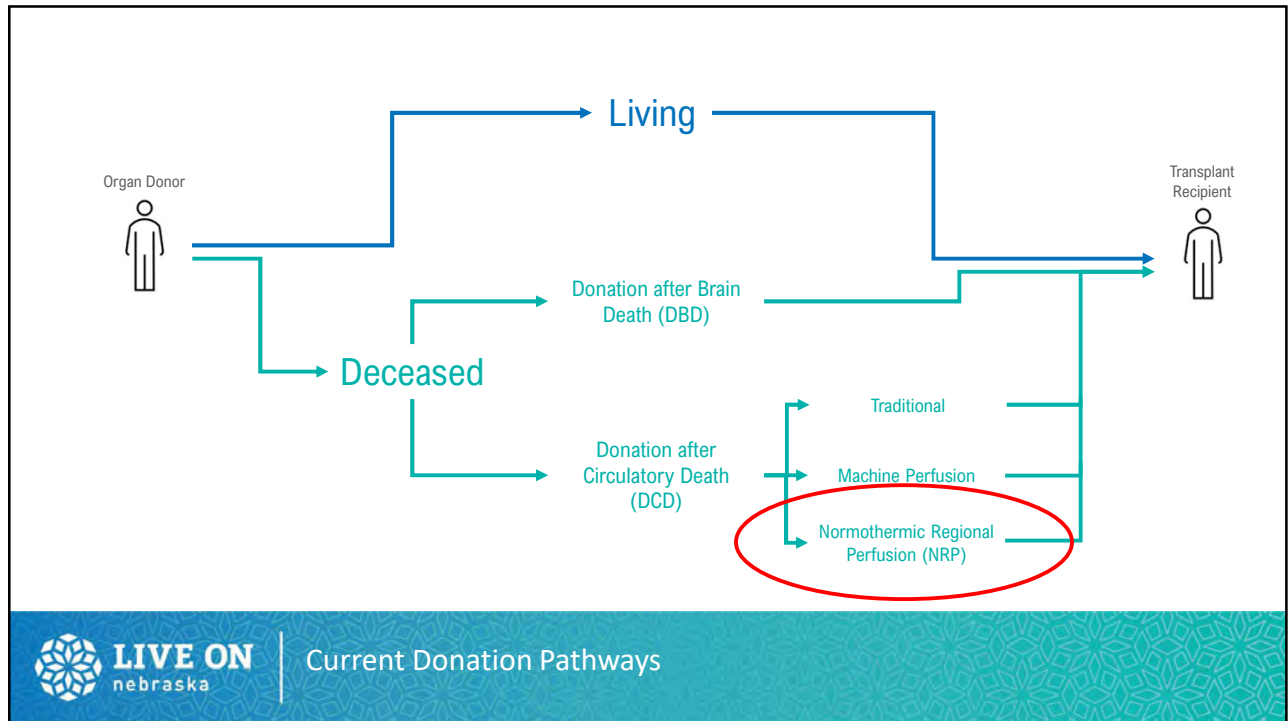 Living
Organ Donor
Transplant
Recipient
Donation after Brain
Death (DBD)
Deceased
Traditional
Donation after
Circulatory Death
(DCD)
Machine Perfusion
Normothermic Regional
Perfusion (NRP)
LIVE ON
nebraska
Current Donation Pathways